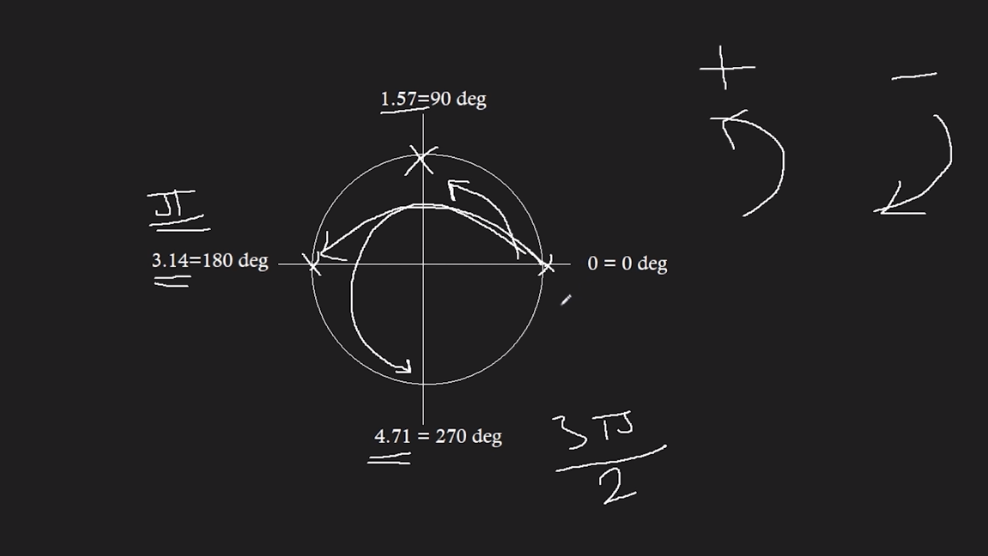 + −
1.57=90 deg
π
3.14=180 deg
0 = 0 deg
4.71 = 270 deg
3π
2